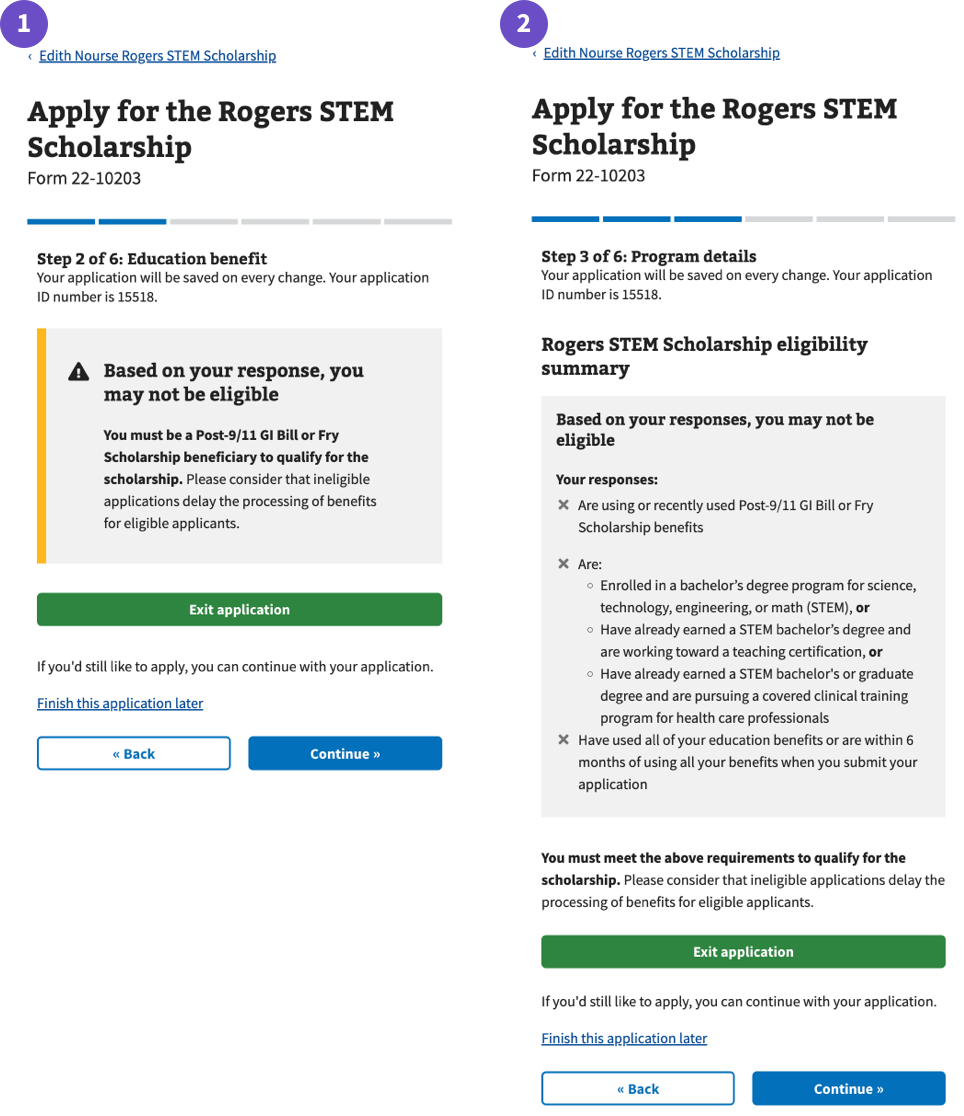 1
‹ Edith Nourse Rogers STEM Scholarship
Apply for the Rogers STEM
Scholarship
Form 22-10203
Step 2 of 6: Education benefit
Your application will be saved on every change. Your application
ID number is 15518.
Based on your response, you
may not be eligible
You must be a Post-9/11 GI Bill or Fry
Scholarship beneficiary to qualify for the
scholarship. Please consider that ineligible
applications delay the processing of benefits
for eligible applicants.
Exit application
If you'd still like to apply, you can continue with your application.
Finish this application later
« Back
Continue »
2
‹ Edith Nourse Rogers STEM Scholarship
Apply for the Rogers STEM
Scholarship
Form 22-10203
Step 3 of 6: Program details
Your application will be saved on every change. Your application
ID number is 15518.
Rogers STEM Scholarship eligibility
summary
Based on your responses, you may not be
eligible
Your responses:
Are using or recently used Post-9/11 GI Bill or Fry
Scholarship benefits
Are:
Enrolled in a bachelor’s degree program for science,
technology, engineering, or math (STEM), or
Have already earned a STEM bachelor’s degree and
are working toward a teaching certification, or
Have already earned a STEM bachelor's or graduate
degree and are pursuing a covered clinical training
program for health care professionals
Have used all of your education benefits or are within 6
months of using all your benefits when you submit your
application
You must meet the above requirements to qualify for the
scholarship. Please consider that ineligible applications delay the
processing of benefits for eligible applicants.
Exit application
If you'd still like to apply, you can continue with your application.
Finish this application later
« Back
Continue »